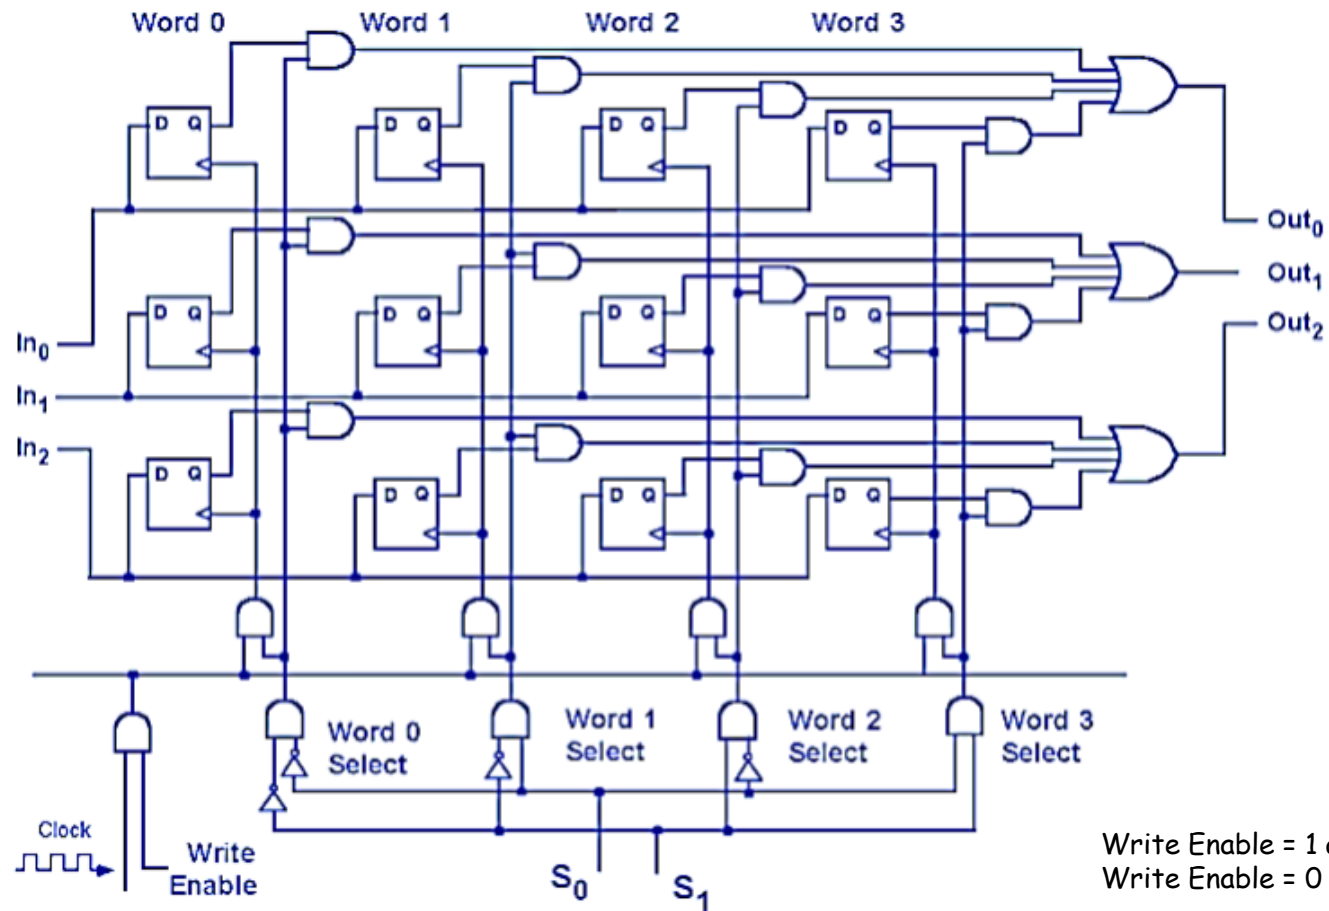 Word 0
Word 1
Word 2
Word 3
D Q
D Q
D Q
D Q
Out0
D Q
D Q
D Q
D Q
Out1
In0
Out2
In1
In2
D Q
D Q
D Q
D Q
Word 0
Select
Word 1
Select
Word 2
Select
Word 3
Select
Clock
Write
Enable
S0
S1
Write Enable = 1
Write Enable = 0